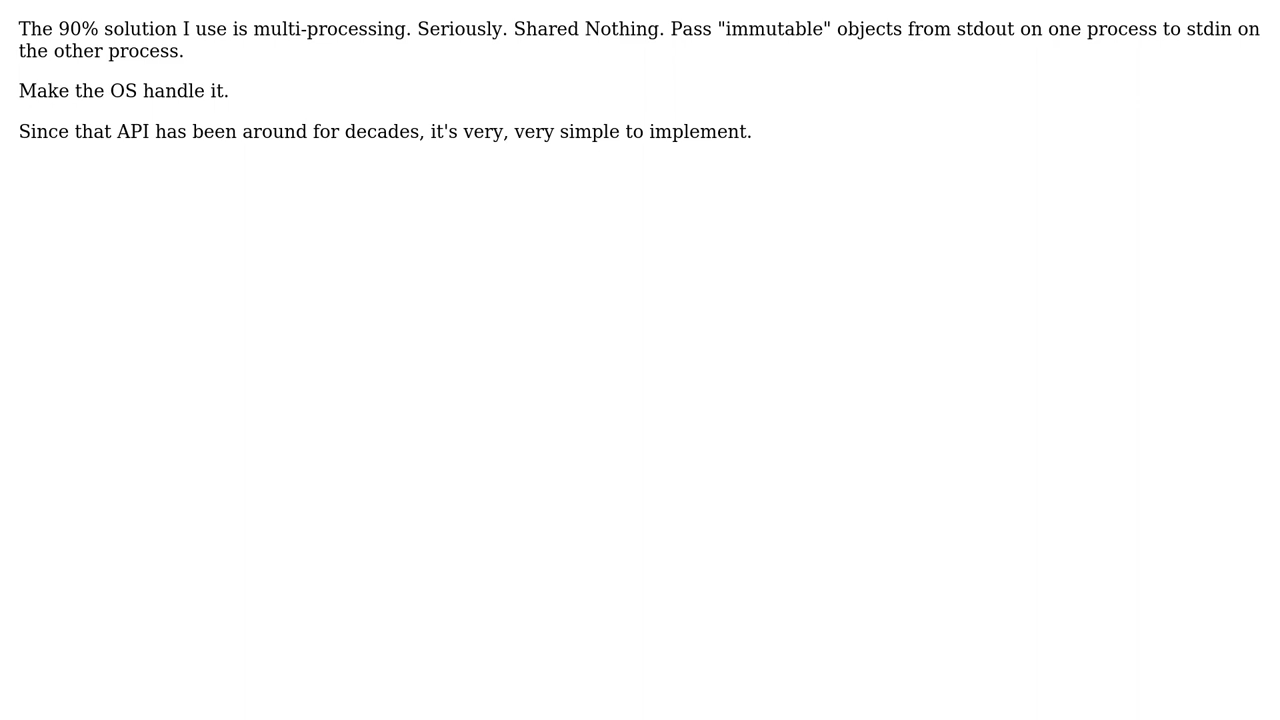 The 90% solution I use is multi-processing. Seriously. Shared Nothing. Pass "immutable" objects from stdout on one process to stdin on
the other process.
Make the OS handle it.
Since that API has been around for decades, it's very, very simple to implement.